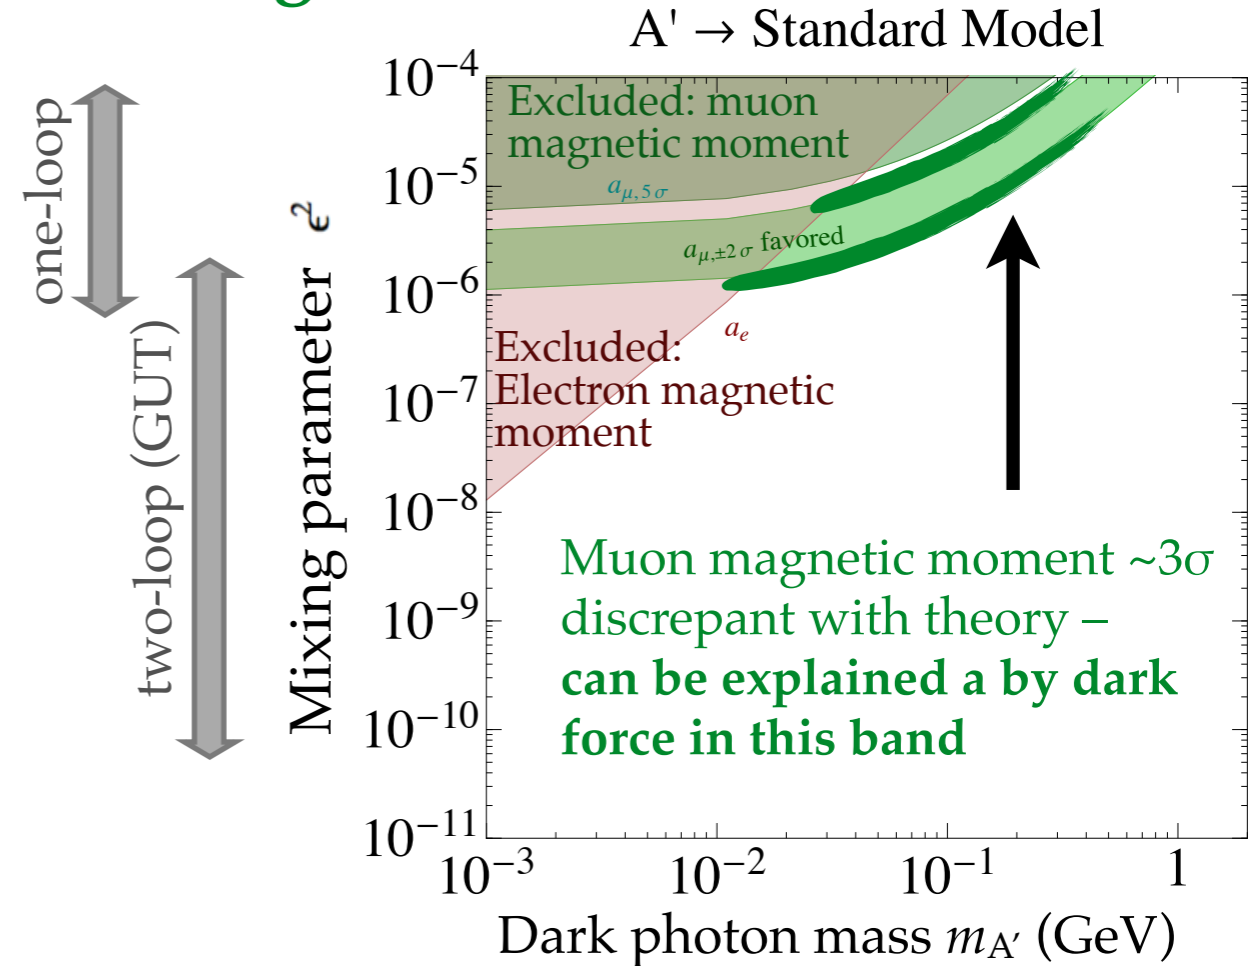 A' → Standard Model
one-loop
two-loop (GUT)
Mixing parameter ϵ²
10⁻⁴
10⁻⁵
10⁻⁶
10⁻⁷
10⁻⁸
10⁻⁹
10⁻¹⁰
10⁻¹¹
Excluded: muon
magnetic moment
aμ,5σ
aμ,±2σ favored
aₑ
Excluded:
Electron magnetic
moment
Muon magnetic moment ~3σ
discrepant with theory –
can be explained a by dark
force in this band
10⁻³
10⁻²
10⁻¹
1
Dark photon mass mA′ (GeV)